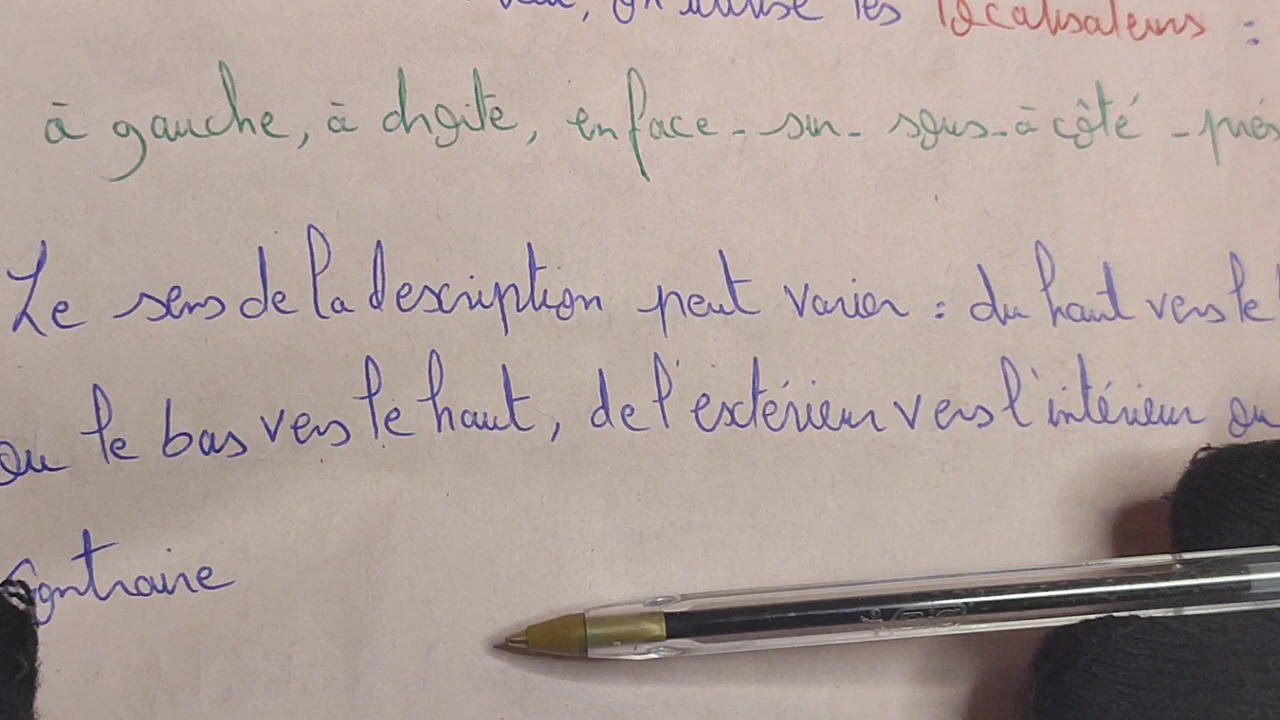 on utilise les localisateurs :
à gauche, à droite, en face - sur - sous - à côté - près
Le sens de la description peut varier : du haut vers le
ou le bas vers le haut, de l'extérieur vers l'intérieur ou
contraire
BIC